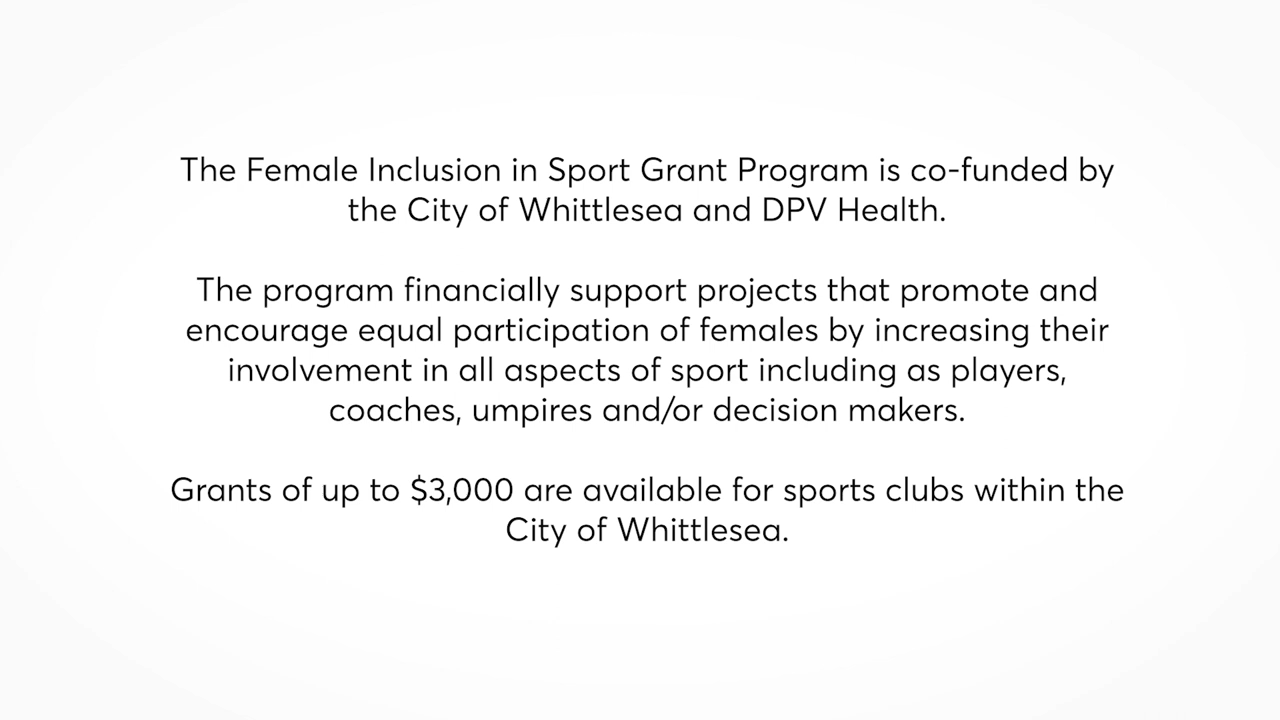 The Female Inclusion in Sport Grant Program is co-funded by
the City of Whittlesea and DPV Health.
The program financially support projects that promote and
encourage equal participation of females by increasing their
involvement in all aspects of sport including as players,
coaches, umpires and/or decision makers.
Grants of up to $3,000 are available for sports clubs within the
City of Whittlesea.